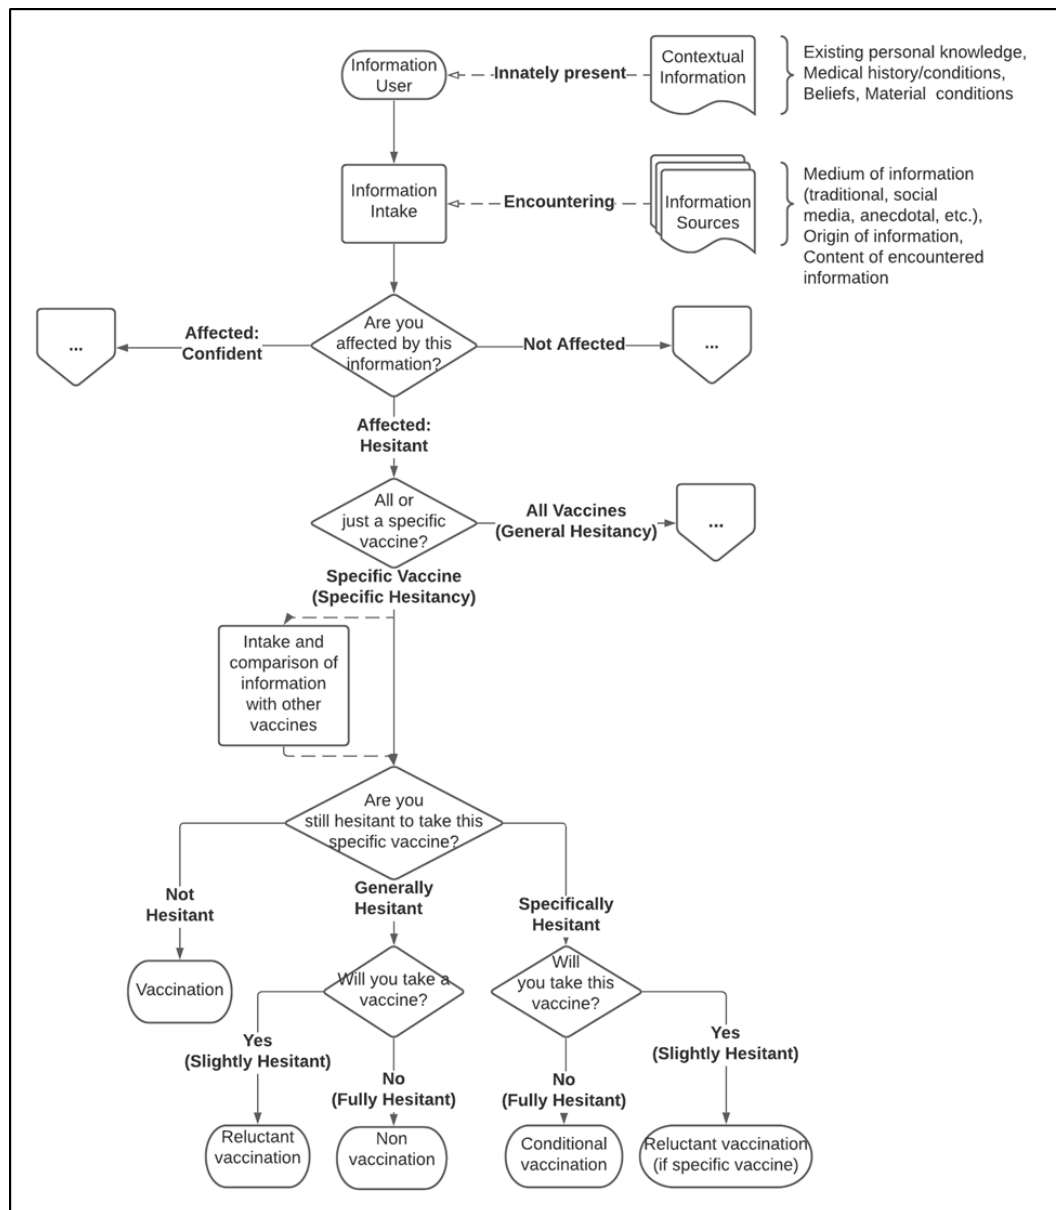 Information
User
Innately present
Contextual
Information
Existing personal knowledge,
Medical history/conditions,
Beliefs, Material conditions
Information
Intake
Encountering
Information
Sources
Medium of information
(traditional, social
media, anecdotal, etc.),
Origin of information,
Content of encountered
information
...
Affected:
Confident
Are you
affected by this
information?
Not Affected
...
Affected:
Hesitant
All or
just a specific
vaccine?
All Vaccines
(General Hesitancy)
...
Specific Vaccine
(Specific Hesitancy)
Intake and
comparison of
information
with other
vaccines
Are you
still hesitant to take this
specific vaccine?
Not
Hesitant
Generally
Hesitant
Specifically
Hesitant
Vaccination
Will you take a
vaccine?
Will
you take this
vaccine?
Yes
(Slightly Hesitant)
No
(Fully Hesitant)
No
(Fully Hesitant)
Yes
(Slightly Hesitant)
Reluctant
vaccination
Non
vaccination
Conditional
vaccination
Reluctant vaccination
(if specific vaccine)